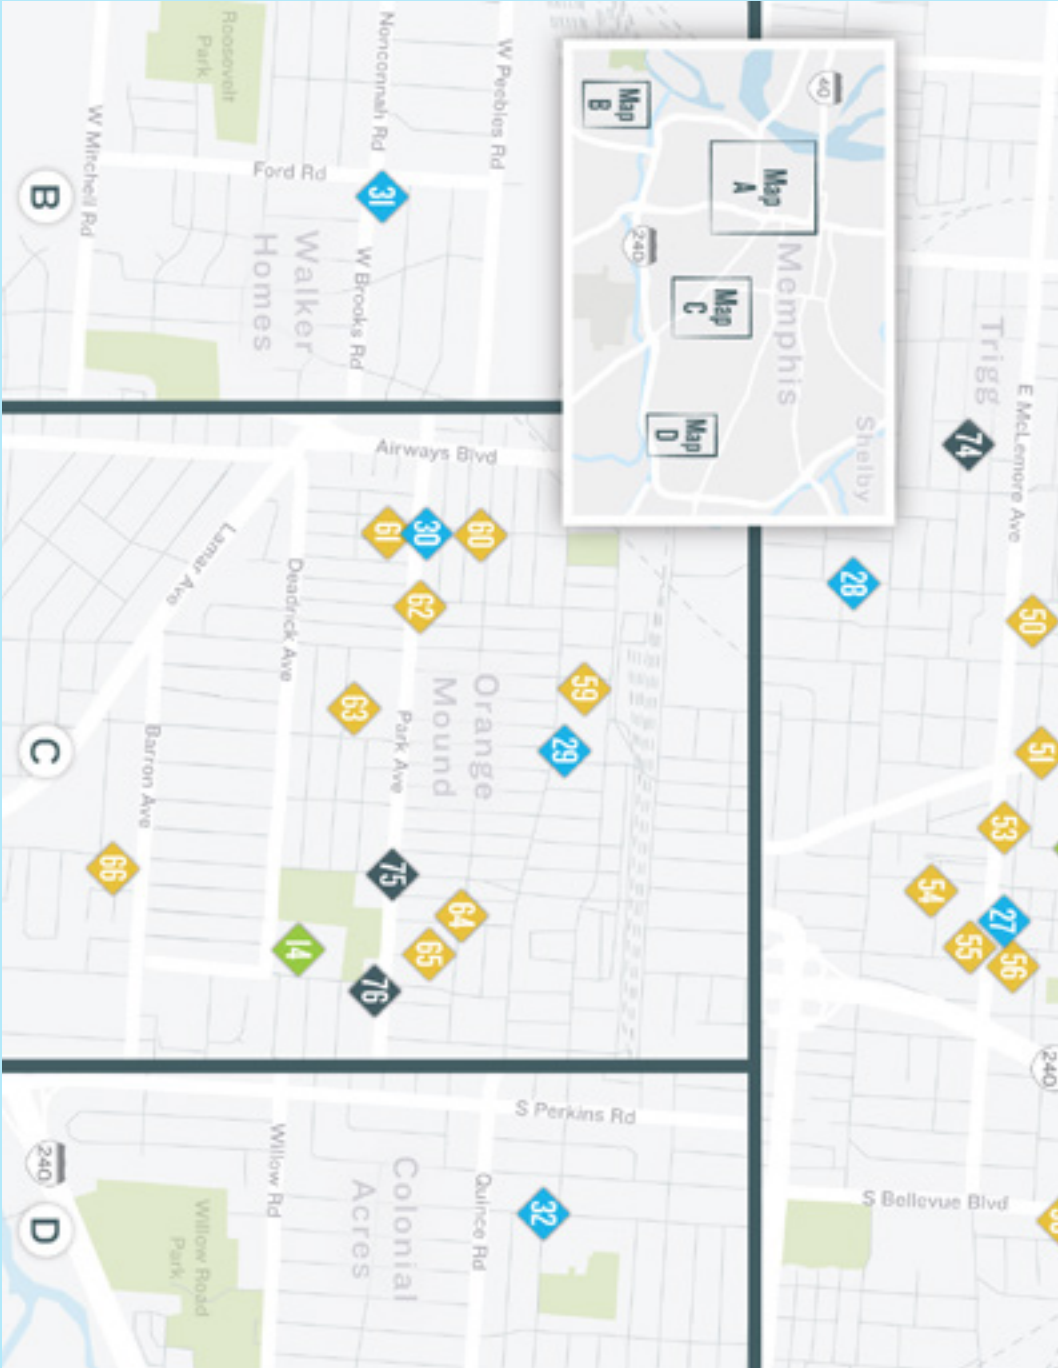 Roosevelt
Park
Nonconnah Rd
W Peebles Rd
W Mitchell Rd
Ford Rd
31
B
Walker
Homes
W Brooks Rd
40
Map
B
Map
A
240
Map
C
Memphis
Map
D
Shelby
Trigg
E McLemore Ave
74
28
50
51
53
54
27
55
56
240
S Bellevue Blvd
Airways Blvd
61
30
60
Lamar Ave
Deadrick Ave
62
59
63
Orange
Mound
29
Park Ave
C
Barron Ave
66
75
64
14
65
76
S Perkins Rd
240
D
Willow Rd
Colonial
Acres
Quince Rd
32
Willow Road
Park